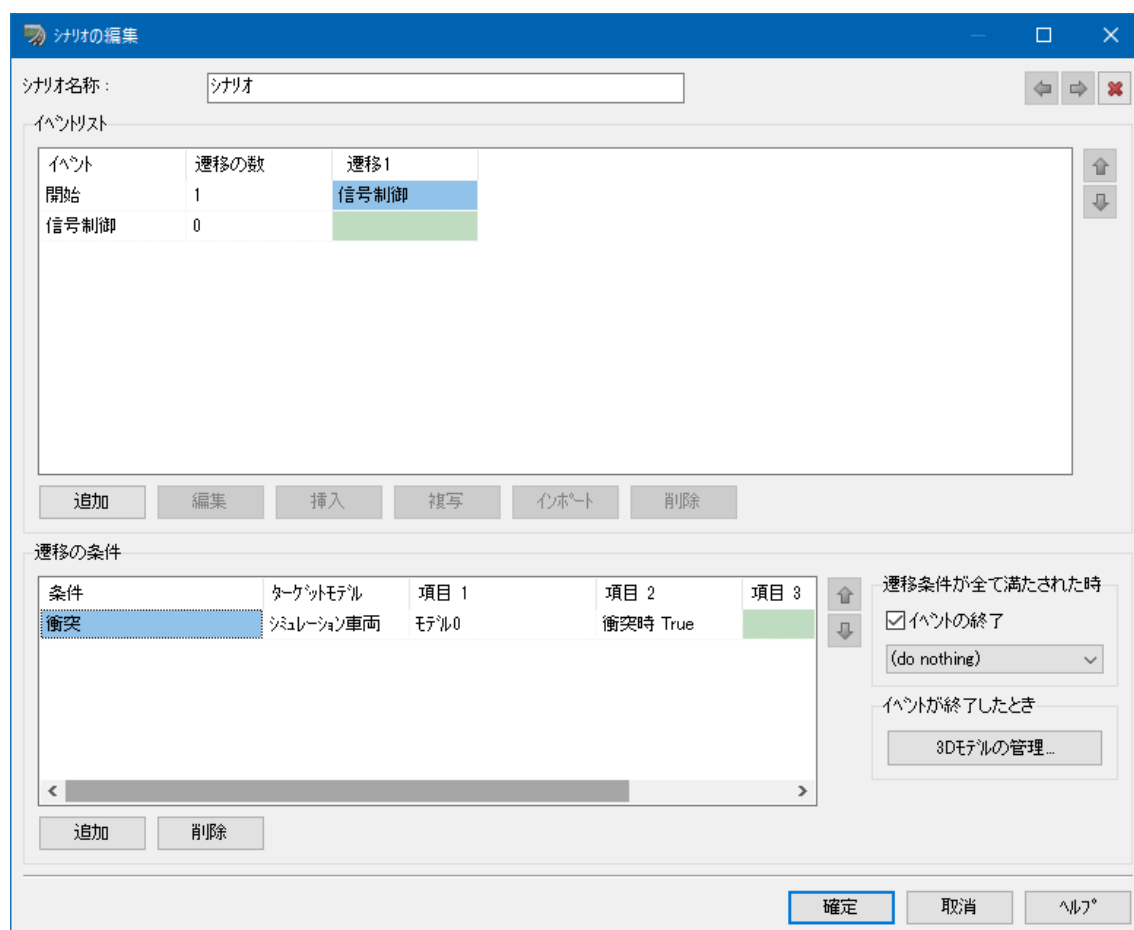 シナリオの編集
シナリオ名称： シナリオ
イベントリスト
イベント 遷移の数 遷移1
開始 1 信号制御
信号制御 0
追加 編集 挿入 複写 インポート 削除
遷移の条件
条件 ターゲットモデル 項目 1 項目 2 項目 3
衝突 シミュレーション車両 モデル0 衝突時 True
遷移条件が全て満たされた時
イベントの終了
(do nothing)
イベントが終了したとき
3Dモデルの管理...
追加 削除
確定 取消 ヘルプ